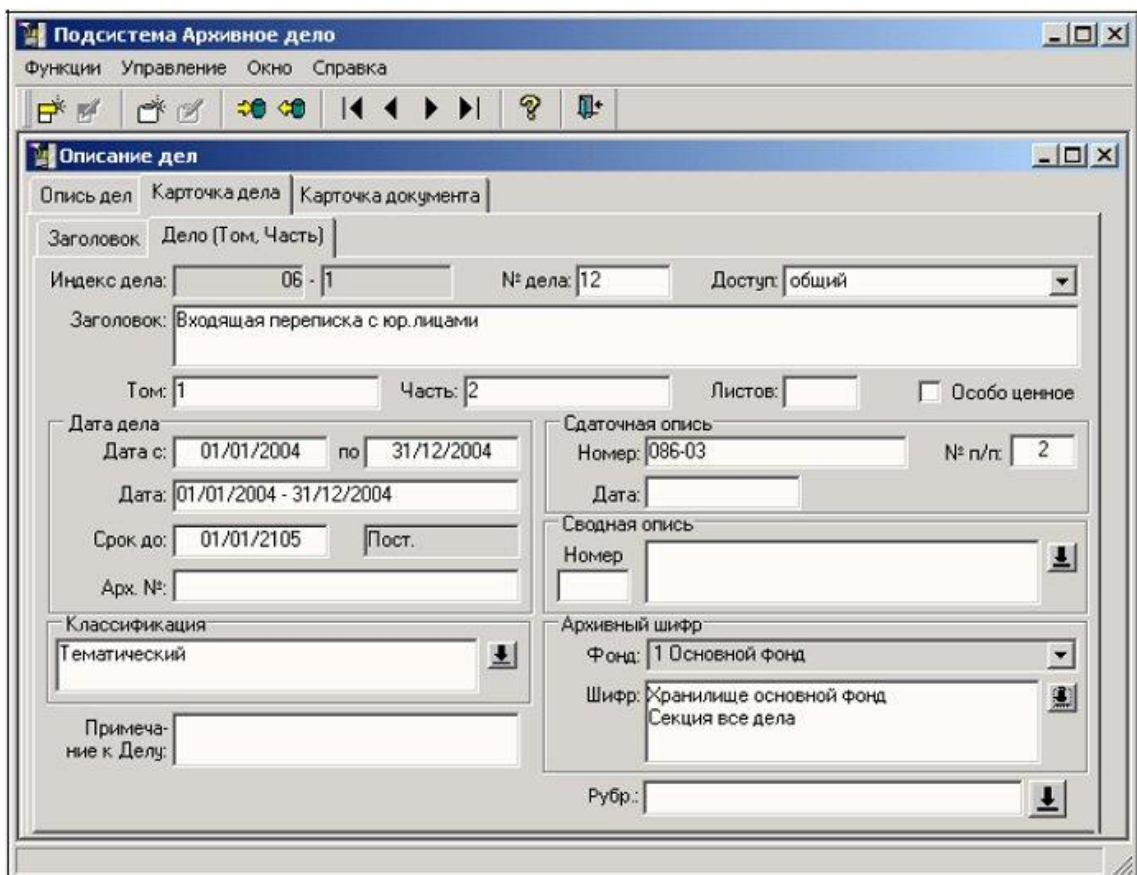 Подсистема Архивное дело
Функции Управление Окно Справка
Описание дел
Опись дел Карточка дела Карточка документа
Заголовок Дело (Том, Часть)
Индекс дела: 06 - 1 № дела: 12 Доступ: общий
Заголовок: Входящая переписка с юр.лицами
Том: 1 Часть: 2 Листов: Особо ценное
Дата дела
Дата с: 01/01/2004 по 31/12/2004
Дата: 01/01/2004 - 31/12/2004
Срок до: 01/01/2105 Пост.
Арх. №:
Сдаточная опись
Номер: 086-03 № п/п: 2
Дата:
Сводная опись
Номер
Классификация
Тематический
Архивный шифр
Фонд: 1 Основной фонд
Шифр: Хранилище основной фонд
Секция все дела
Примеча-
ние к Делу:
Рубр.: